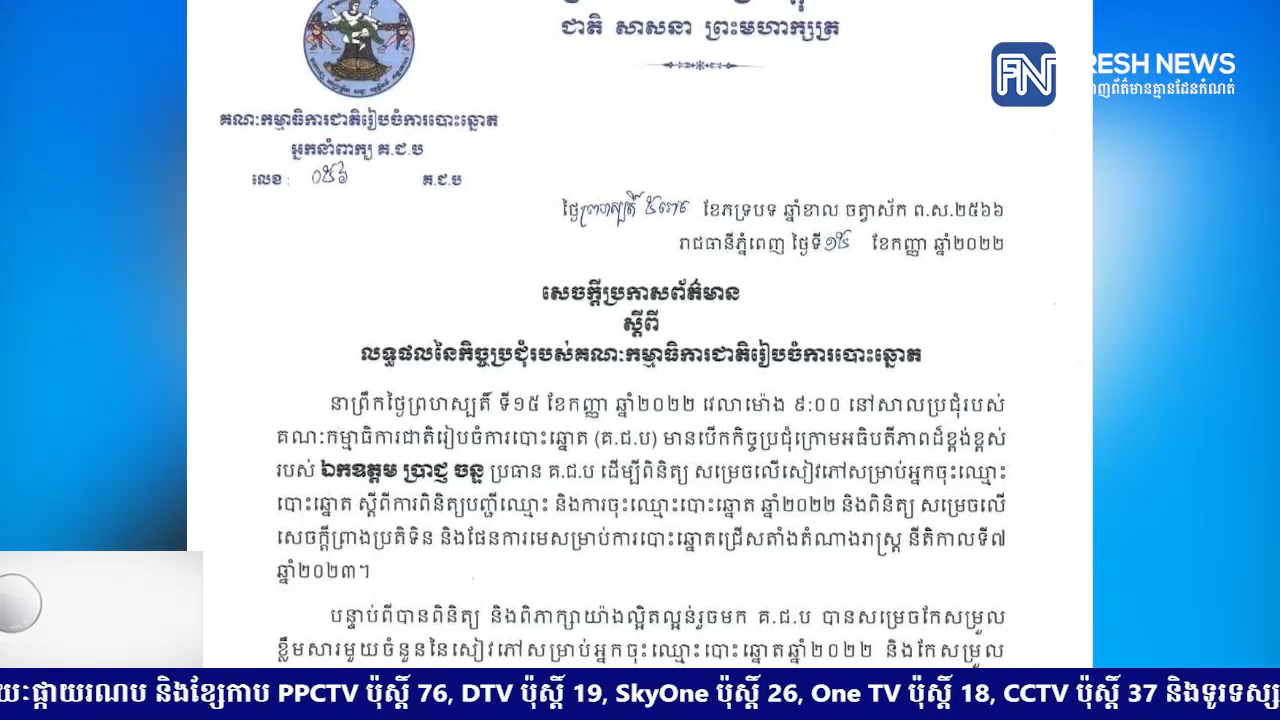 ជាតិ សាសនា ព្រះមហាក្សត្រ
FRESH NEWS
គណៈកម្មាធិការជាតិរៀបចំការបោះឆ្នោត
អ្នកនាំពាក្យ គ.ជ.ប
លេខ : ០៥៦ គ.ជ.ប
ថ្ងៃព្រហស្បតិ៍ ៥រោច ខែភទ្របទ ឆ្នាំខាល ចត្វាស័ក ព.ស.២៥៦៦
រាជធានីភ្នំពេញ ថ្ងៃទី១៥ ខែកញ្ញា ឆ្នាំ២០២២
សេចក្តីប្រកាសព័ត៌មាន
ស្តីពី
លទ្ធផលនៃកិច្ចប្រជុំរបស់គណៈកម្មាធិការជាតិរៀបចំការបោះឆ្នោត
នាព្រឹកថ្ងៃព្រហស្បតិ៍ ទី១៥ ខែកញ្ញា ឆ្នាំ២០២២ វេលាម៉ោង ៩:០០ នៅសាលប្រជុំរបស់
គណៈកម្មាធិការជាតិរៀបចំការបោះឆ្នោត (គ.ជ.ប) មានបើកកិច្ចប្រជុំក្រោមអធិបតីភាពដ៏ខ្ពង់ខ្ពស់
របស់ ឯកឧត្តម ប្រាជ្ញ ចន្ទ ប្រធាន គ.ជ.ប ដើម្បីពិនិត្យ សម្រេចលើសៀវភៅសម្រាប់អ្នកចុះឈ្មោះ
បោះឆ្នោត ស្តីពីការពិនិត្យបញ្ជីឈ្មោះ និងការចុះឈ្មោះបោះឆ្នោត ឆ្នាំ២០២២ និងពិនិត្យ សម្រេចលើ
សេចក្តីព្រាងប្រតិទិន និងផែនការមេសម្រាប់ការបោះឆ្នោតជ្រើសតាំងតំណាងរាស្ត្រ នីតិកាលទី៧
ឆ្នាំ២០២៣។
បន្ទាប់ពីបានពិនិត្យ និងពិភាក្សាយ៉ាងល្អិតល្អន់រួចមក គ.ជ.ប បានសម្រេចកែសម្រួល
ខ្លឹមសារមួយចំនួននៃសៀវភៅសម្រាប់អ្នកចុះឈ្មោះបោះឆ្នោតឆ្នាំ២០២២ និងកែសម្រួល
យៈផ្កាយរណប និងខ្សែកាប PPCTV ប៉ុស្តិ៍ 76, DTV ប៉ុស្តិ៍ 19, SkyOne ប៉ុស្តិ៍ 26, One TV ប៉ុស្តិ៍ 18, CCTV ប៉ុស្តិ៍ 37 និងទូរទស្ស